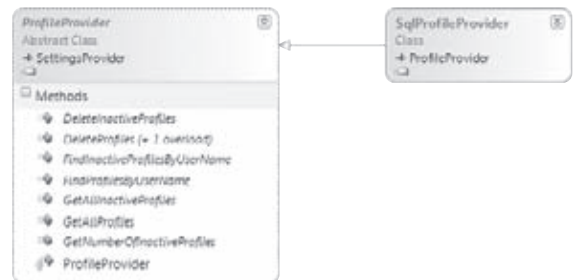 ProfileProvider
Abstract Class
SettingsProvider
Methods
DeleteInactiveProfiles
DeleteProfiles (+ 1 overload)
FindInactiveProfilesByUserName
FindProfilesByUserName
GetAllInactiveProfiles
GetAllProfiles
GetNumberOfInactiveProfiles
ProfileProvider
SqlProfileProvider
Class
ProfileProvider